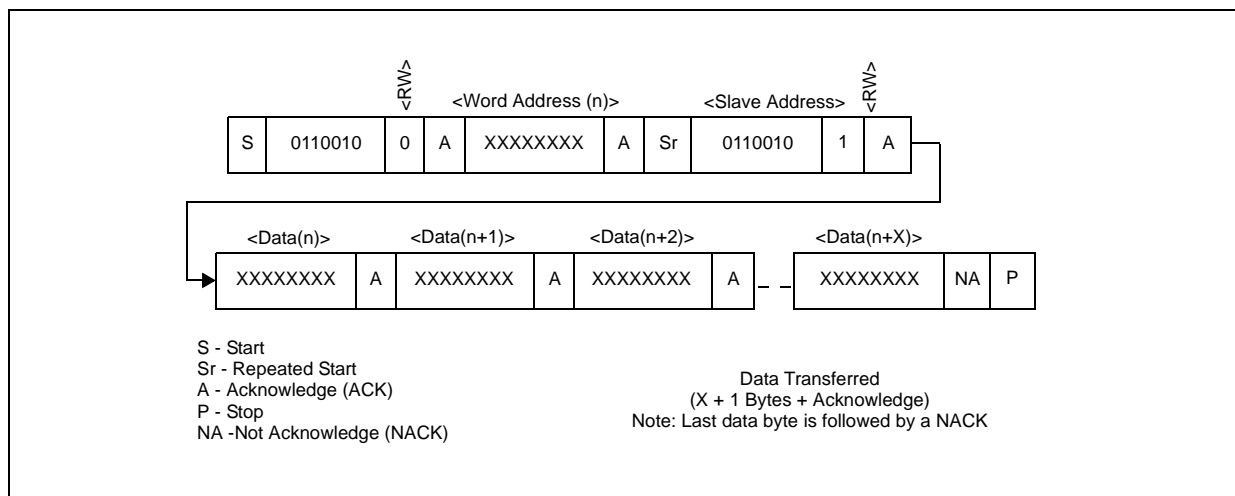 <RW> <Word Address (n)> <Slave Address> <RW>
S 0110010 0 A XXXXXXXX A Sr 0110010 1 A
<Data(n)> <Data(n+1)> <Data(n+2)> <Data(n+X)>
XXXXXXXX A XXXXXXXX A XXXXXXXX A XXXXXXXX NA P
S - Start
Sr - Repeated Start
A - Acknowledge (ACK)
P - Stop
NA -Not Acknowledge (NACK)
Data Transferred
(X + 1 Bytes + Acknowledge)
Note: Last data byte is followed by a NACK